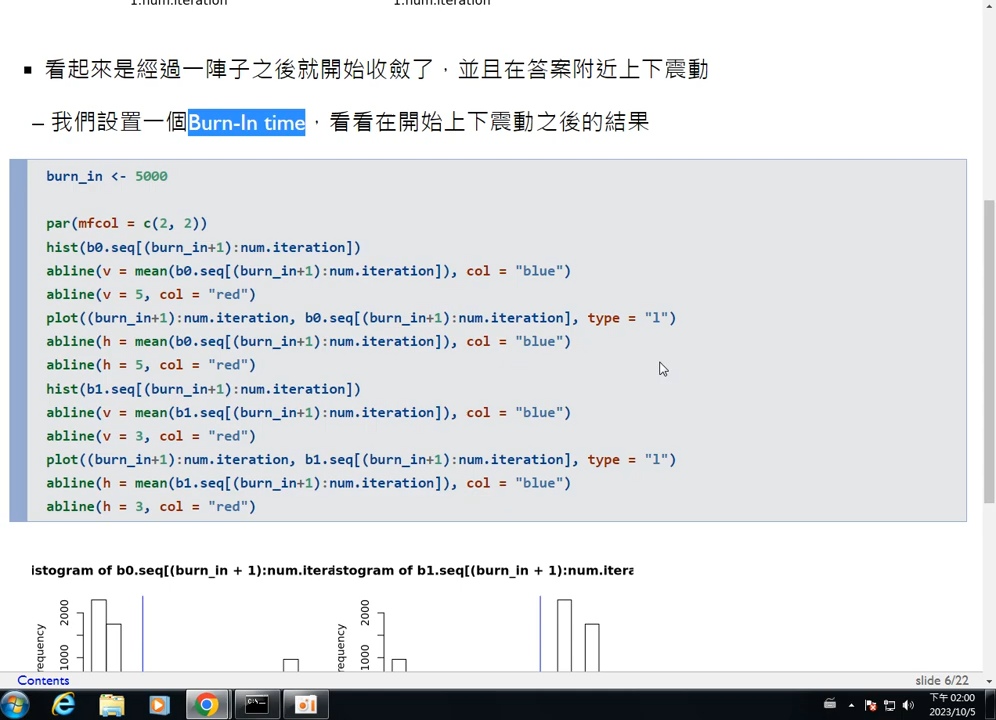 1:num.iteration 1:num.iteration
▪ 看起來是經過一陣子之後就開始收斂了，並且在答案附近上下震動
– 我們設置一個Burn-In time，看看在開始上下震動之後的結果
burn_in <- 5000
par(mfcol = c(2, 2))
hist(b0.seq[(burn_in+1):num.iteration])
abline(v = mean(b0.seq[(burn_in+1):num.iteration]), col = "blue")
abline(v = 5, col = "red")
plot((burn_in+1):num.iteration, b0.seq[(burn_in+1):num.iteration], type = "l")
abline(h = mean(b0.seq[(burn_in+1):num.iteration]), col = "blue")
abline(h = 5, col = "red")
hist(b1.seq[(burn_in+1):num.iteration])
abline(v = mean(b1.seq[(burn_in+1):num.iteration]), col = "blue")
abline(v = 3, col = "red")
plot((burn_in+1):num.iteration, b1.seq[(burn_in+1):num.iteration], type = "l")
abline(h = mean(b1.seq[(burn_in+1):num.iteration]), col = "blue")
abline(h = 3, col = "red")
istogram of b0.seq[(burn_in + 1):num.itera
istogram of b1.seq[(burn_in + 1):num.itera
requency
1000
2000
requency
1000
2000
Contents
slide 6/22
下午 02:00
2023/10/5